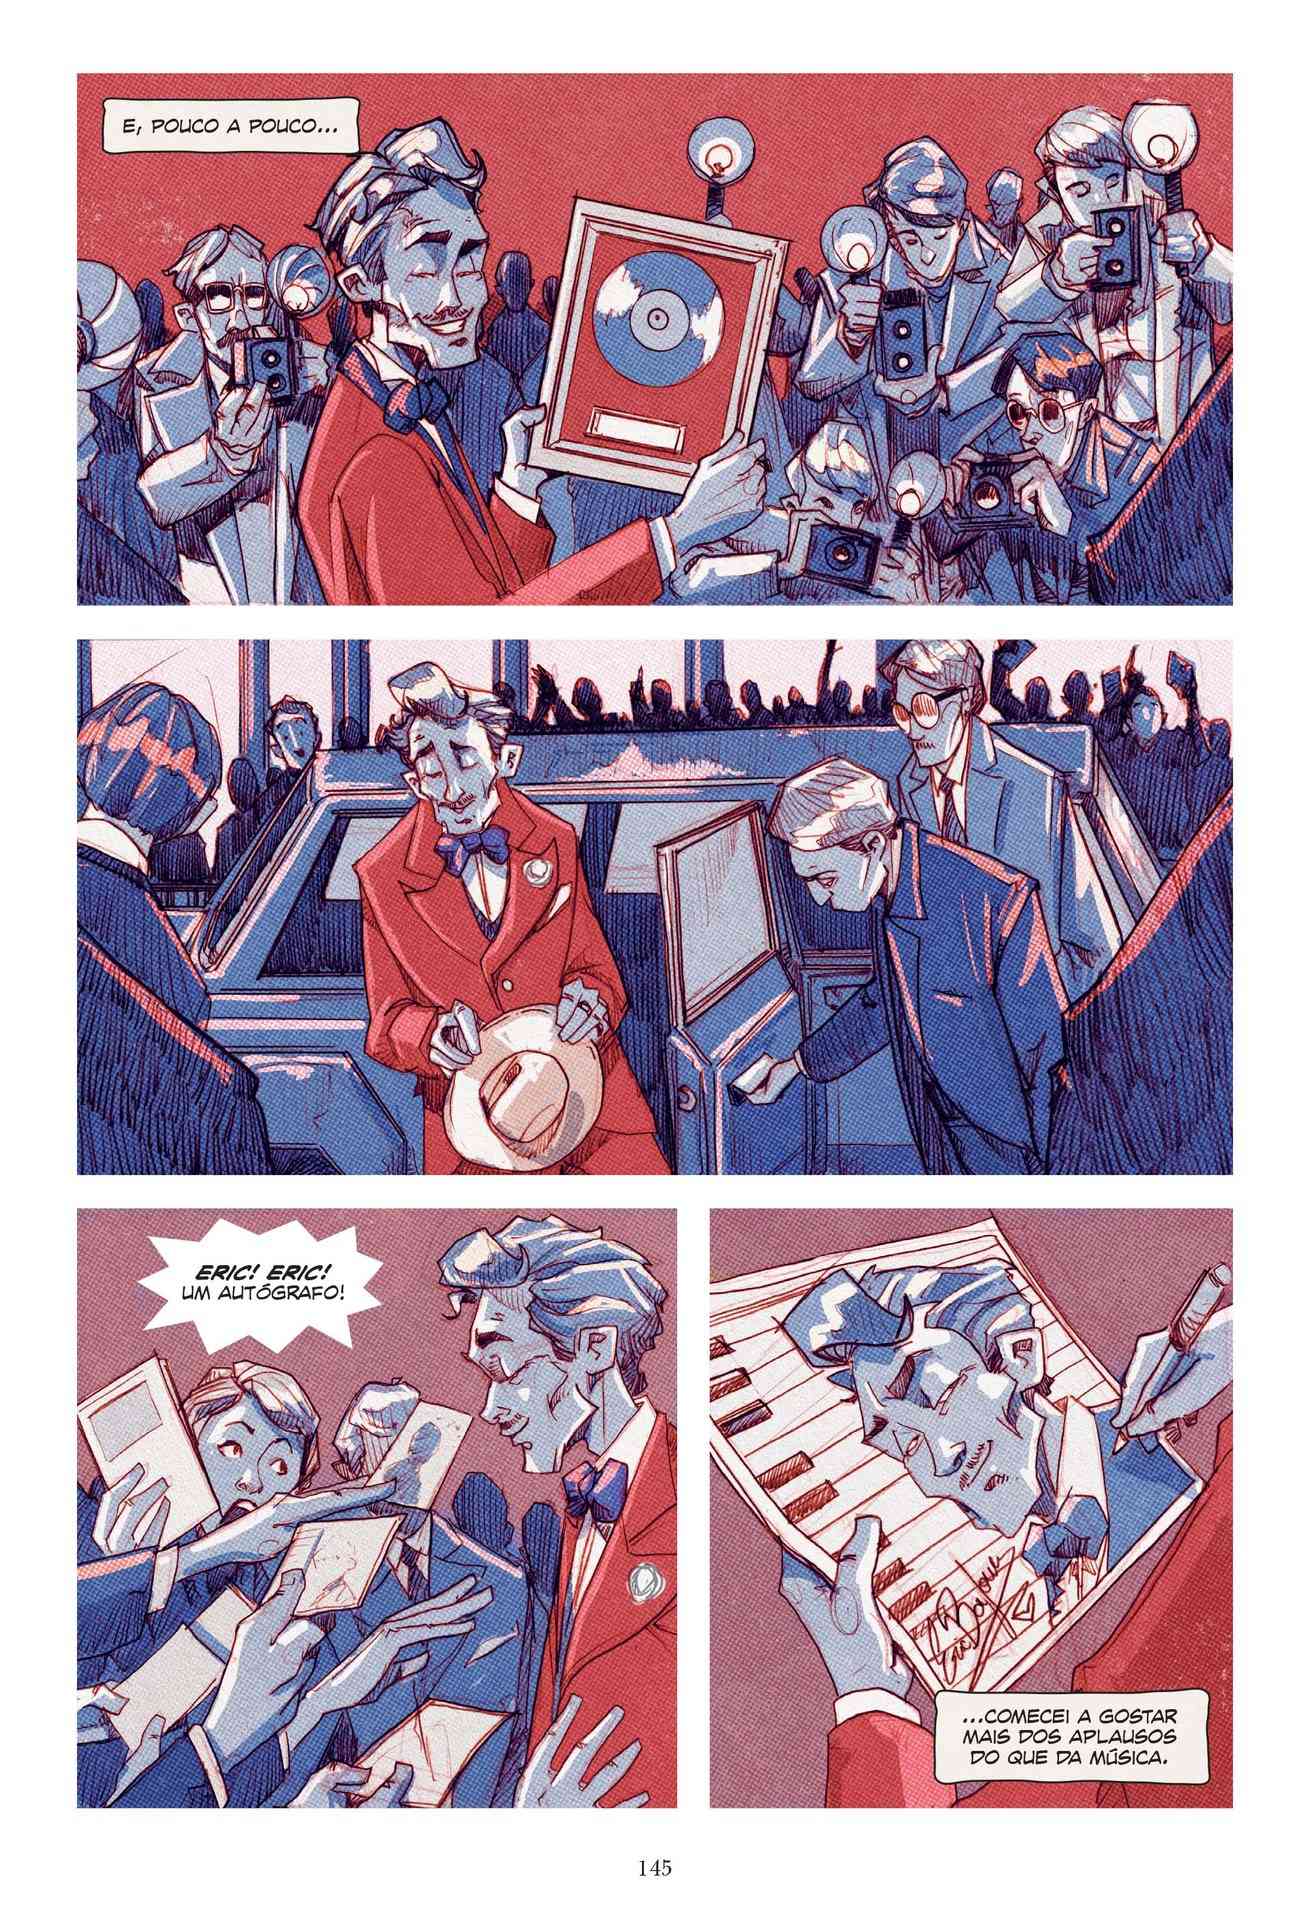 E, POUCO A POUCO...
ERIC! ERIC!
UM AUTÓGRAFO!
...COMECEI A GOSTAR
MAIS DOS APLAUSOS
DO QUE DA MÚSICA.
145